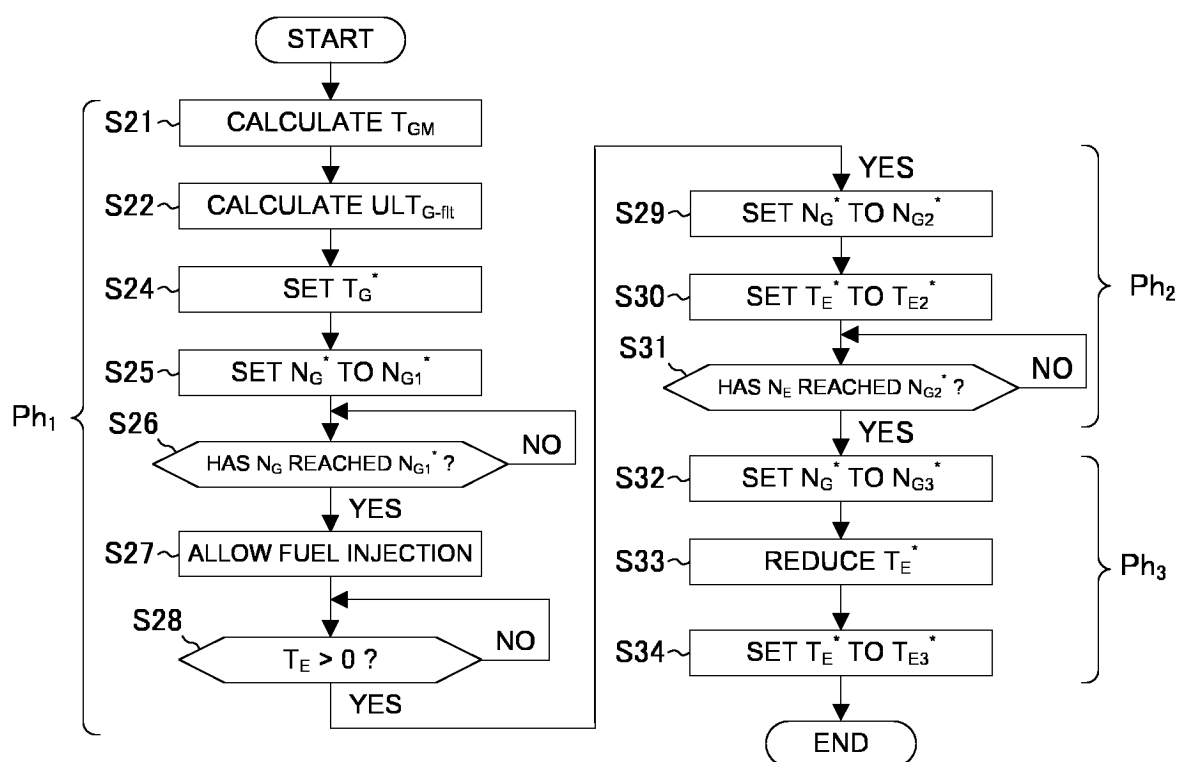 START
S21
CALCULATE T_GM
S22
CALCULATE ULT_G-flt
S24
SET T_G*
S25
SET N_G* TO N_G1*
Ph₁
S26
HAS N_G REACHED N_G1* ?
NO
YES
S27
ALLOW FUEL INJECTION
S28
T_E > 0 ?
NO
YES
YES
S29
SET N_G* TO N_G2*
S30
SET T_E* TO T_E2*
Ph₂
S31
HAS N_E REACHED N_G2* ?
NO
YES
S32
SET N_G* TO N_G3*
S33
REDUCE T_E*
Ph₃
S34
SET T_E* TO T_E3*
END